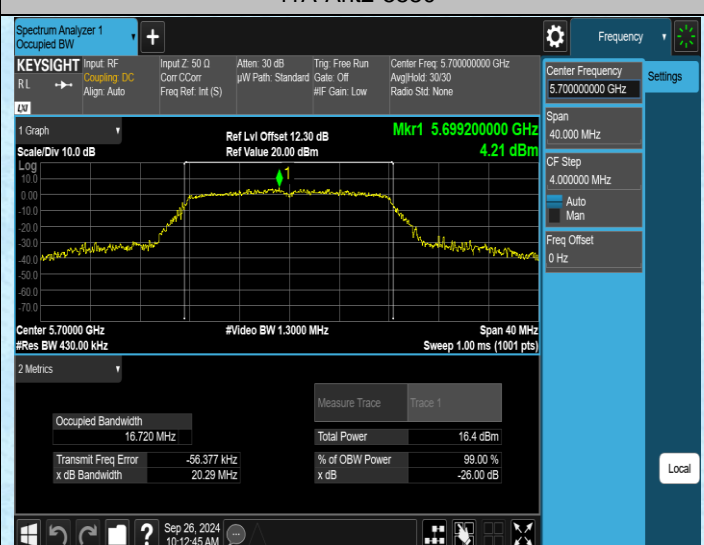 Spectrum Analyzer 1
Occupied BW
Frequency
KEYSIGHT
Input: RF
Input Z: 50 Ω
Atten: 30 dB
Trig: Free Run
Center Freq: 5.700000000 GHz
RL
Coupling: DC
Corr CCorr
µW Path: Standard
Gate: Off
Avg|Hold: 30/30
Align: Auto
Freq Ref: Int (S)
#IF Gain: Low
Radio Std: None
LXI
Center Frequency
5.700000000 GHz
Settings
Span
40.000 MHz
CF Step
4.000000 MHz
Auto
Man
Freq Offset
0 Hz
1 Graph
Ref Lvl Offset 12.30 dB
Mkr1 5.699200000 GHz
Scale/Div 10.0 dB
Ref Value 20.00 dBm
4.21 dBm
Log
10.0
0.00
-10.0
-20.0
-30.0
-40.0
-50.0
-60.0
-70.0
1
Center 5.70000 GHz
#Video BW 1.3000 MHz
Span 40 MHz
#Res BW 430.00 kHz
Sweep 1.00 ms (1001 pts)
2 Metrics
Measure Trace
Trace 1
Occupied Bandwidth
16.720 MHz
Total Power
16.4 dBm
Transmit Freq Error
-56.377 kHz
% of OBW Power
99.00 %
x dB Bandwidth
20.29 MHz
x dB
-26.00 dB
Local
Sep 26, 2024
10:12:45 AM